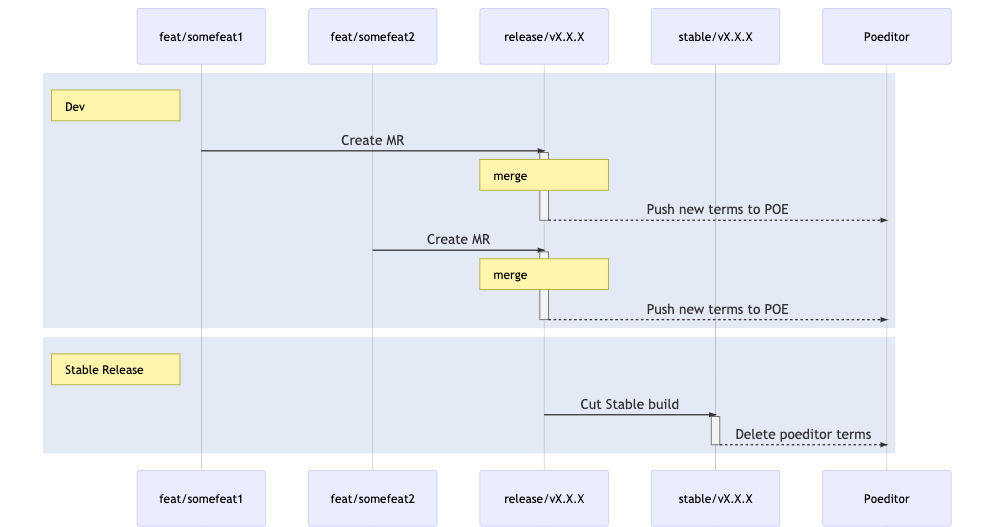 feat/somefeat1
feat/somefeat2
release/vX.X.X
stable/vX.X.X
Poeditor
Dev
Create MR
merge
Push new terms to POE
Create MR
merge
Push new terms to POE
Stable Release
Cut Stable build
Delete poeditor terms
feat/somefeat1
feat/somefeat2
release/vX.X.X
stable/vX.X.X
Poeditor